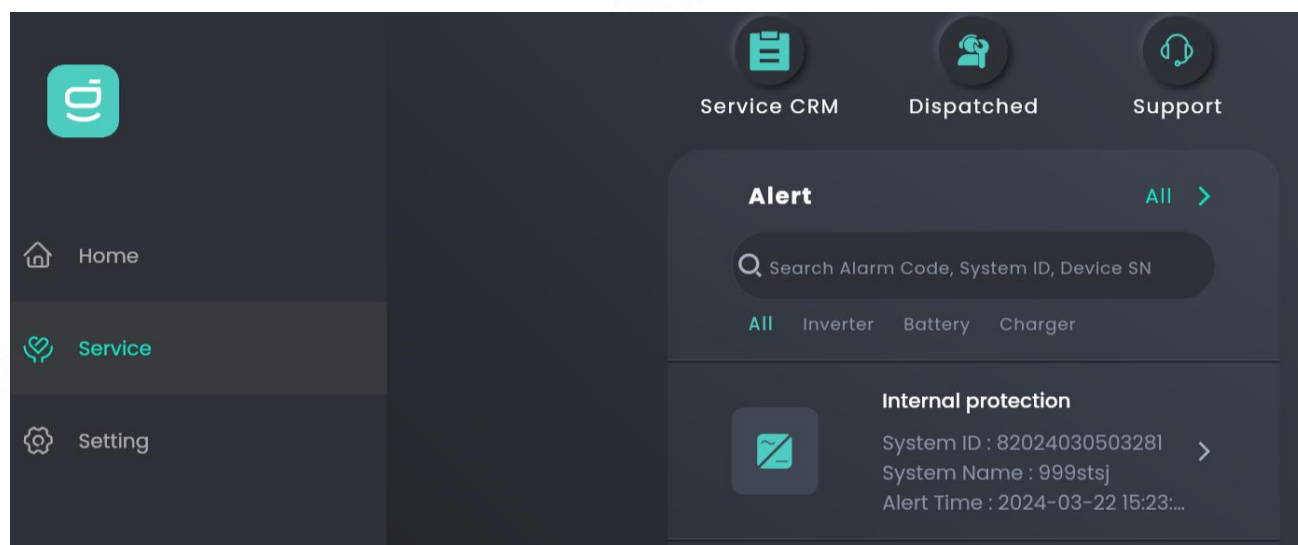 Service CRM
Dispatched
Support
Home
Service
Setting
Alert
All
Search Alarm Code, System ID, Device SN
All Inverter Battery Charger
Internal protection
System ID : 82024030503281
System Name : 999stsj
Alert Time : 2024-03-22 15:23:...